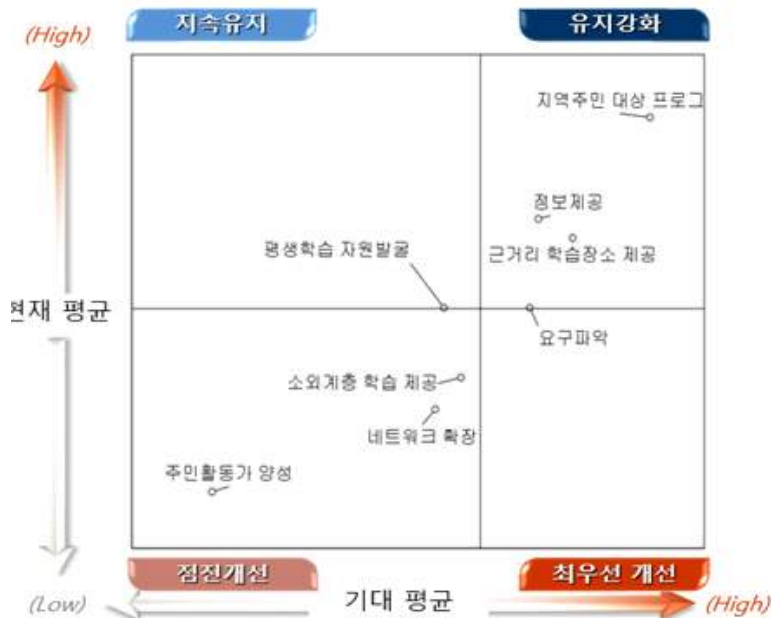 지속유지
유지강화
(High)
지역주민 대상 프로그
정보제공
평생학습 자원발굴
근거리 학습장소 제공
현재 평균
요구파악
소외계층 학습 제공
네트워크 확장
주민활동가 양성
점진개선
최우선 개선
(Low)
기대 평균
(High)